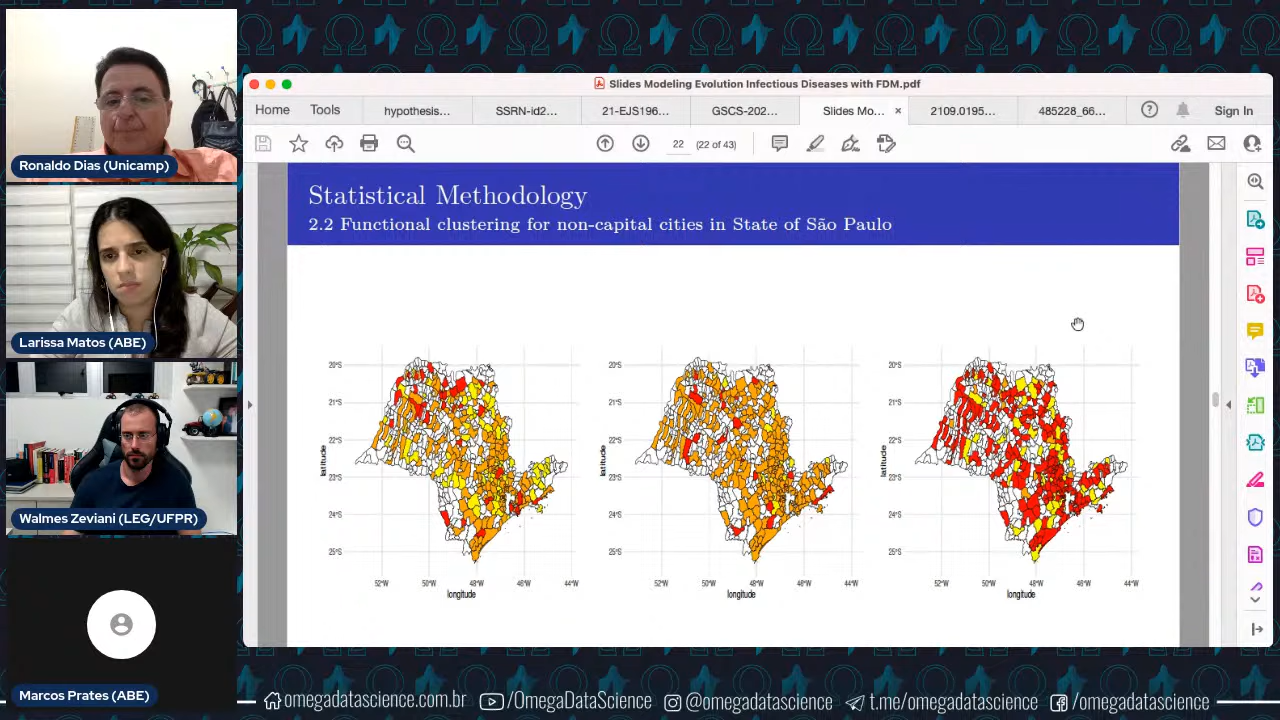 Ronaldo Dias (Unicamp)
Larissa Matos (ABE)
Walmes Zeviani (LEG/UFPR)
Marcos Prates (ABE)
Slides Modeling Evolution Infectious Diseases with FDM.pdf
Home
Tools
hypothesis...
SSRN-id2...
21-EJS196...
GSCS-202...
Slides Mo...
2109.0195...
485228_66...
Sign In
22
(22 of 43)
Statistical Methodology
2.2 Functional clustering for non-capital cities in State of São Paulo
latitude
20°S
21°S
22°S
23°S
24°S
25°S
52°W 50°W 48°W 46°W 44°W
longitude
latitude
20°S
21°S
22°S
23°S
24°S
25°S
52°W 50°W 48°W 46°W 44°W
longitude
latitude
20°S
21°S
22°S
23°S
24°S
25°S
52°W 50°W 48°W 46°W 44°W
longitude
omegadatascience.com.br
/OmegaDataScience
@omegadatascience
t.me/omegadatascience
/omegadatascience